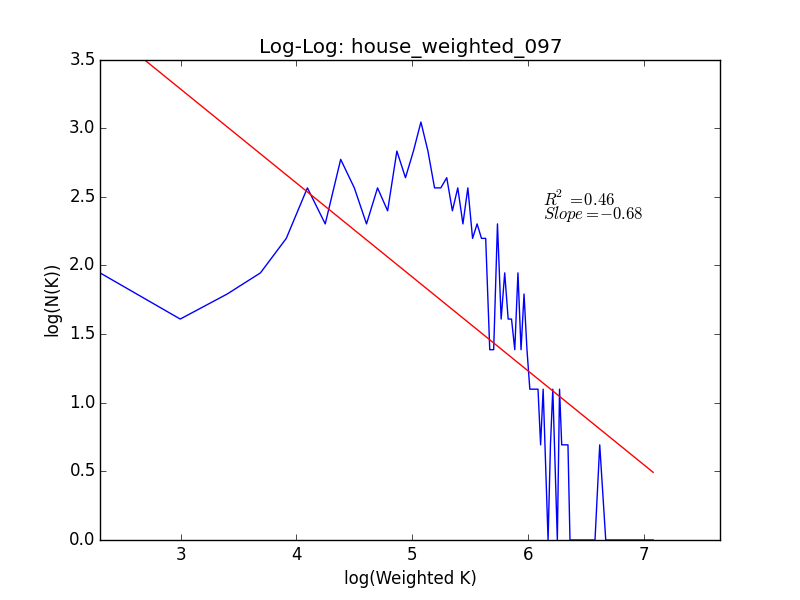 Log-Log: house_weighted_097
3.5
3.0
2.5
2.0
1.5
1.0
0.5
0.0
R² =0.46
Slope=−0.68
log(N(K))
3 4 5 6 7
log(Weighted K)